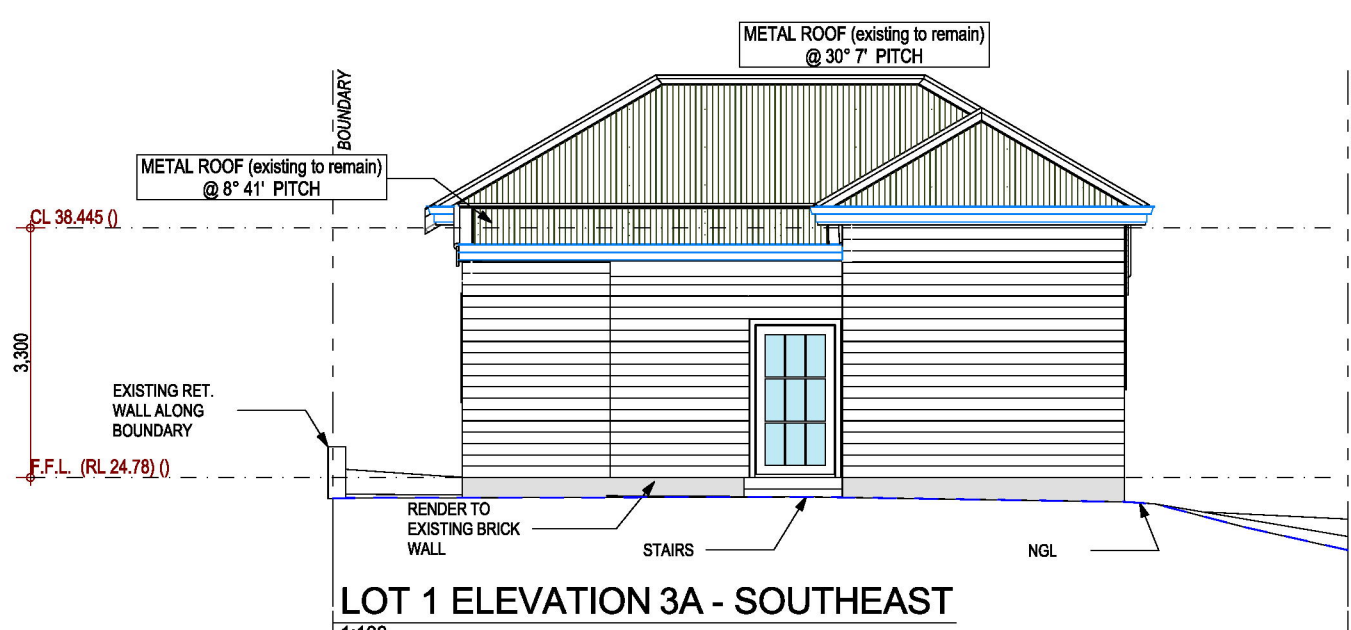 METAL ROOF (existing to remain)
@ 30° 7' PITCH
BOUNDARY
METAL ROOF (existing to remain)
@ 8° 41' PITCH
CL 38.445 ()
3,300
EXISTING RET.
WALL ALONG
BOUNDARY
F.F.L. (RL 24.78) ()
RENDER TO
EXISTING BRICK
WALL
STAIRS
NGL
LOT 1 ELEVATION 3A - SOUTHEAST